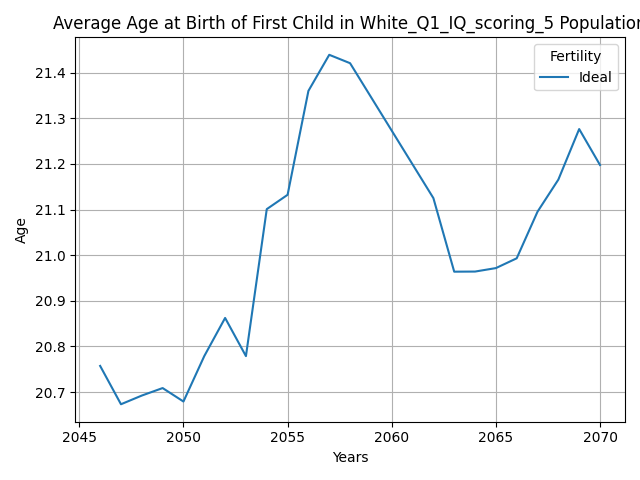 Average Age at Birth of First Child in White_Q1_IQ_scoring_5 Population
Fertility
Ideal
21.4
21.3
21.2
21.1
21.0
20.9
20.8
20.7
Age
2045
2050
2055
2060
2065
2070
Years